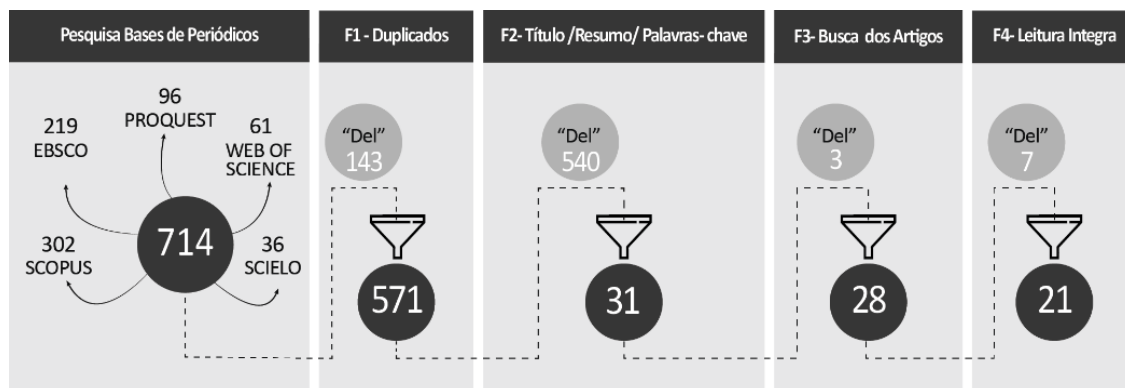 Pesquisa Bases de Periódicos
96
PROQUEST
219
EBSCO
61
WEB OF
SCIENCE
714
302
SCOPUS
36
SCIELO
F1 - Duplicados
"Del"
143
571
F2- Título /Resumo/ Palavras- chave
"Del"
540
31
F3- Busca dos Artigos
"Del"
3
28
F4- Leitura Integra
"Del"
7
21